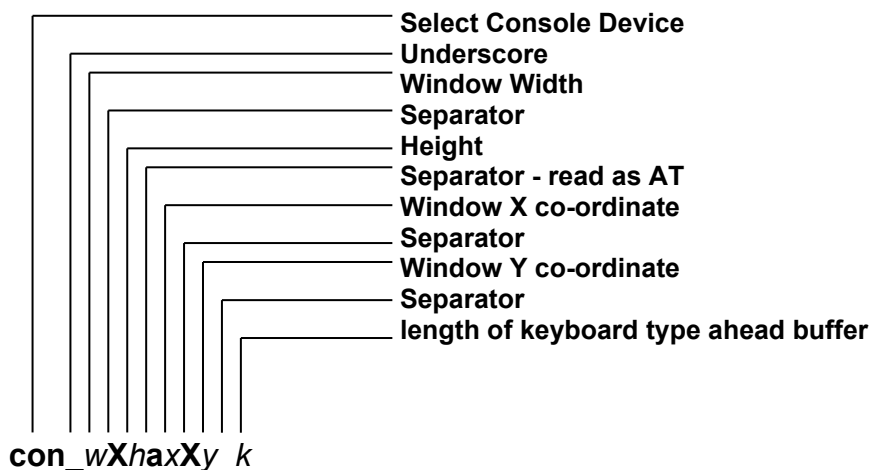 Select Console Device
Underscore
Window Width
Separator
Height
Separator - read as AT
Window X co-ordinate
Separator
Window Y co-ordinate
Separator
length of keyboard type ahead buffer
con_wXhaxXy k